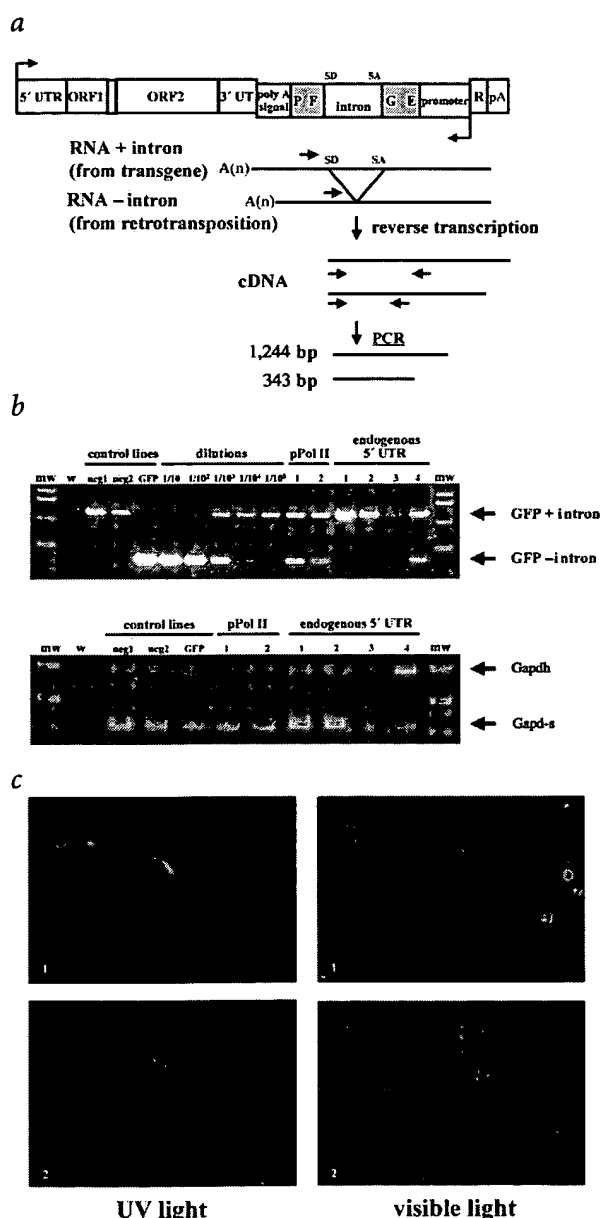 a
SD SA
5´ UTR ORF1 ORF2 3´ UT poly A signal P F intron G E promoter R pA
RNA + intron
(from transgene)
A(n)
SD SA
RNA – intron
(from retrotransposition)
A(n)
reverse transcription
cDNA
PCR
1,244 bp
343 bp
b
control lines dilutions pPol II endogenous 5´ UTR
mw w neg1 neg2 GFP 1/10 1/10² 1/10³ 1/10⁴ 1/10⁵ 1 2 1 2 3 4 mw
GFP + intron
GFP –intron
control lines pPol II endogenous 5´ UTR
mw w neg1 neg2 GFP 1 2 1 2 3 4 mw
Gapdh
Gapd-s
c
1 1
2 2
UV light visible light